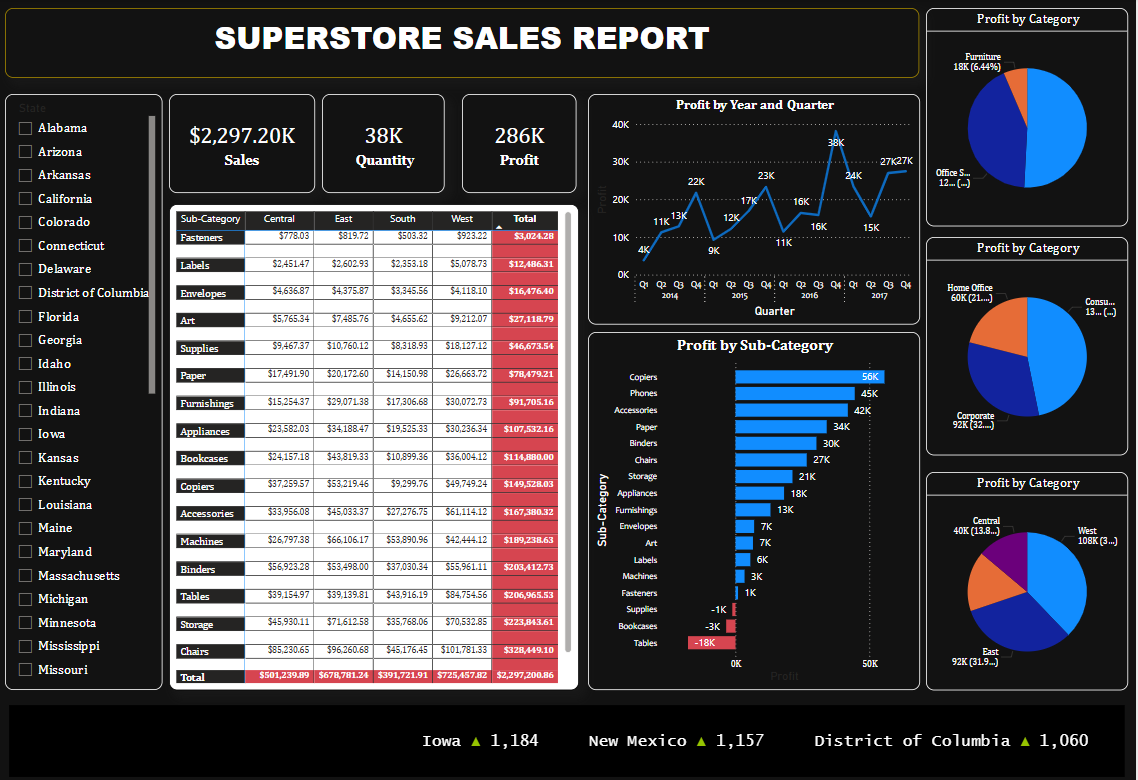 SUPERSTORE SALES REPORT
State
Alabama
Arizona
Arkansas
California
Colorado
Connecticut
Delaware
District of Columbia
Florida
Georgia
Idaho
Illinois
Indiana
Iowa
Kansas
Kentucky
Louisiana
Maine
Maryland
Massachusetts
Michigan
Minnesota
Mississippi
Missouri
$2,297.20K
Sales
38K
Quantity
286K
Profit
Sub-Category Central East South West Total
Fasteners $778.03 $819.72 $503.32 $923.22 $3,024.28
Labels $2,451.47 $2,602.93 $2,353.18 $5,078.73 $12,486.31
Envelopes $4,636.87 $4,375.87 $3,345.56 $4,118.10 $16,476.40
Art $5,765.34 $7,485.76 $4,655.62 $9,212.07 $27,118.79
Supplies $9,467.37 $10,760.12 $8,318.93 $18,127.12 $46,673.54
Paper $17,491.90 $20,172.60 $14,150.98 $26,663.72 $78,479.21
Furnishings $15,254.37 $29,071.38 $17,306.68 $30,072.73 $91,705.16
Appliances $23,582.03 $34,188.47 $19,525.33 $30,236.34 $107,532.16
Bookcases $24,157.18 $43,819.33 $10,899.36 $36,004.12 $114,880.00
Copiers $37,259.57 $53,219.46 $9,299.76 $49,749.24 $149,528.03
Accessories $33,956.08 $45,033.37 $27,276.75 $61,114.12 $167,380.32
Machines $26,797.38 $66,106.17 $53,890.96 $42,444.12 $189,238.63
Binders $56,923.28 $53,498.00 $37,030.34 $55,961.11 $203,412.73
Tables $39,154.97 $39,139.81 $43,916.19 $84,754.56 $206,965.53
Storage $45,930.11 $71,612.58 $35,768.06 $70,532.85 $223,843.61
Chairs $85,230.65 $96,260.68 $45,176.45 $101,781.33 $328,449.10
Total $501,239.89 $678,781.24 $391,721.91 $725,457.82 $2,297,200.86
Profit by Year and Quarter
Profit
40K
30K
20K
10K
0K
4K 11K 13K 22K 9K 12K 17K 23K 11K 16K 16K 38K 24K 15K 27K 27K
Q1 Q2 Q3 Q4 Q1 Q2 Q3 Q4 Q1 Q2 Q3 Q4 Q1 Q2 Q3 Q4
2014 2015 2016 2017
Quarter
Profit by Sub-Category
Sub-Category
Copiers 56K
Phones 45K
Accessories 42K
Paper 34K
Binders 30K
Chairs 27K
Storage 21K
Appliances 18K
Furnishings 13K
Envelopes 7K
Art 7K
Labels 6K
Machines 3K
Fasteners 1K
Supplies -1K
Bookcases -3K
Tables -18K
0K 50K
Profit
Profit by Category
Furniture
18K (6.44%)
Office S...
12... (...)
Profit by Category
Home Office
60K (21....)
Consu...
13... (...)
Corporate
92K (32....)
Profit by Category
Central
40K (13.8...)
West
108K (3...)
East
92K (31.9...)
Iowa ▲ 1,184 New Mexico ▲ 1,157 District of Columbia ▲ 1,060